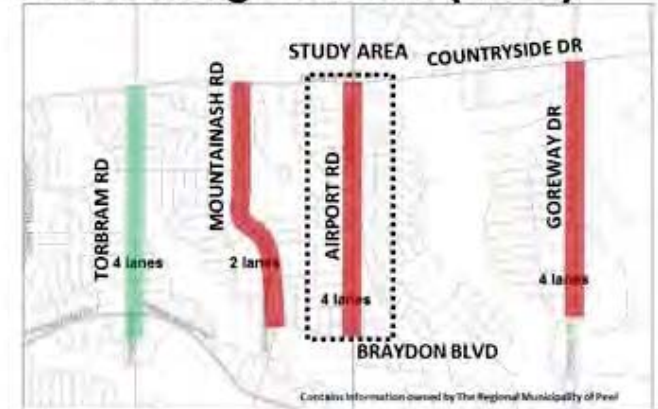 STUDY AREA
COUNTRYSIDE DR
MOUNTAINASH RD
AIRPORT RD
GOREWAY DR
TORBRAM RD
4 lanes
2 lanes
4 lanes
4 lanes
BRAYDON BLVD
Contains Information owned by The Regional Municipality of Peel